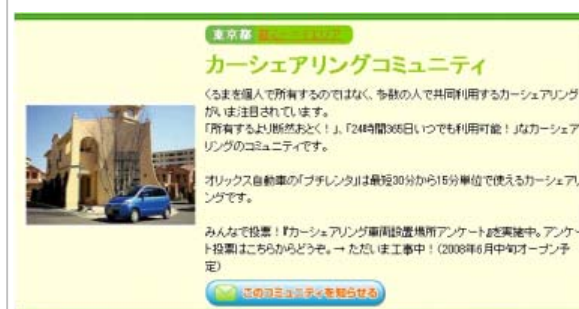 東京都
カーシェアリングコミュニティ
くるまを個人で所有するのではなく、多数の人で共同利用するカーシェアリング
がいま注目されています。
「所有するより断然おとく!」、「24時間365日いつでも利用可能!」なカーシェア
リングのコミュニティです。
オリックス自動車の「プチレンタ」は最短30分から15分単位で使えるカーシェアリ
ングです。
みんなで投票!『カーシェアリング車両設置場所アンケート』を実施中。アンケー
ト投票はこちらからどうぞ。→ ただいま工事中!(2008年6月中旬オープン予
定)
このコミュニティを知らせる